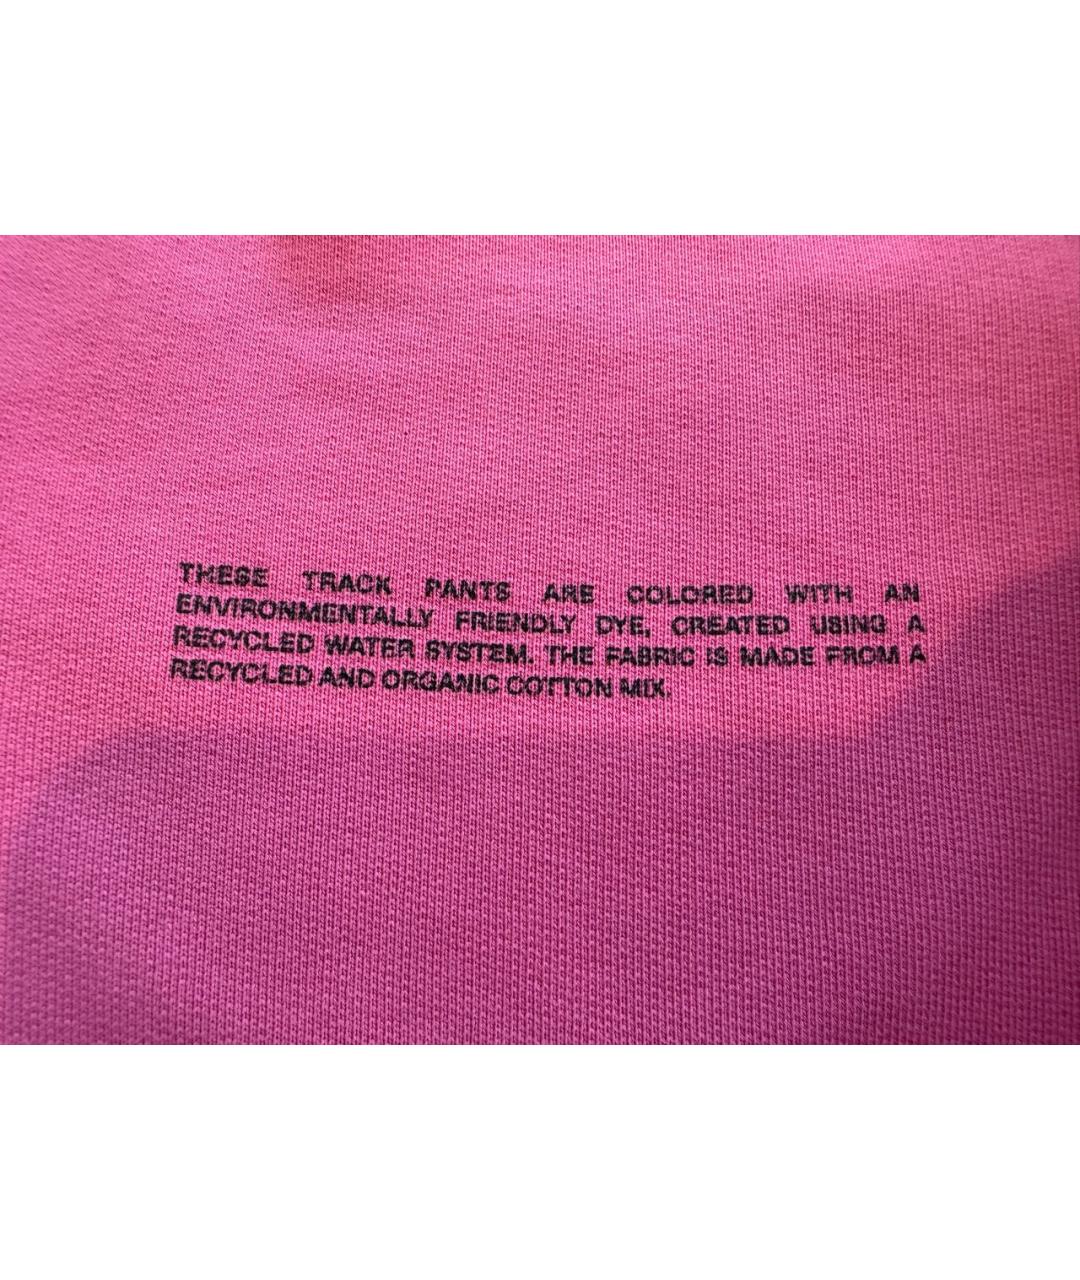 THESE TRACK PANTS ARE COLORED WITH AN
ENVIRONMENTALLY FRIENDLY DYE, CREATED USING A
RECYCLED WATER SYSTEM. THE FABRIC IS MADE FROM A
RECYCLED AND ORGANIC COTTON MIX.